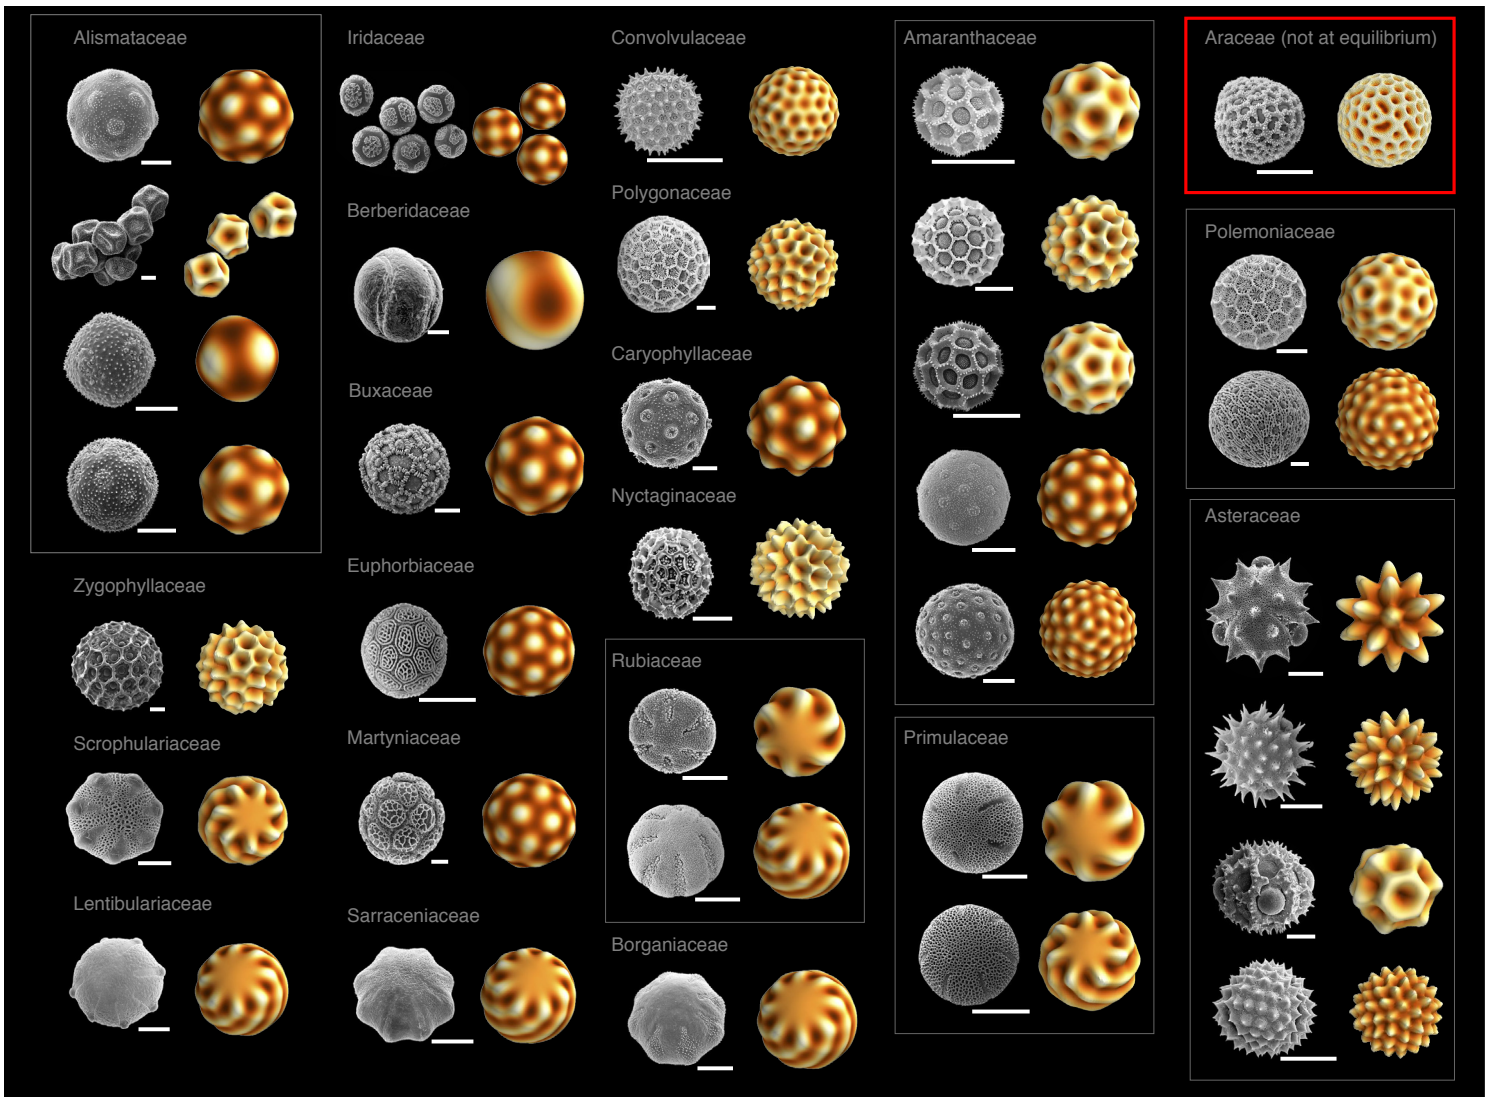 Alismataceae
Iridaceae
Convolvulaceae
Amaranthaceae
Araceae (not at equilibrium)
Polygonaceae
Berberidaceae
Polemoniaceae
Caryophyllaceae
Buxaceae
Nyctaginaceae
Asteraceae
Euphorbiaceae
Zygophyllaceae
Rubiaceae
Scrophulariaceae
Martyniaceae
Primulaceae
Lentibulariaceae
Sarraceniaceae
Borganiaceae